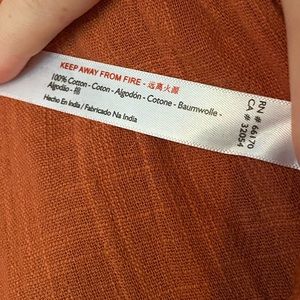 KEEP AWAY FROM FIRE - 远离火源
100% Cotton - Coton - Algodón - Cotone - Baumwolle -
Algodão - 棉
Hecho En India / Fabricado Na India
RN # 66170
CA # 32054